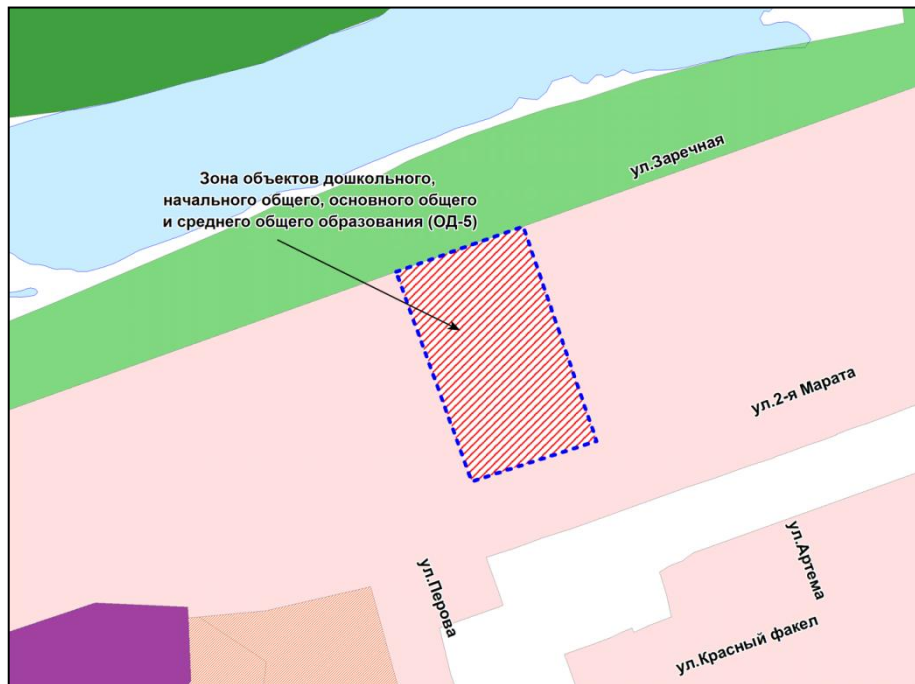 ул.Заречная
Зона объектов дошкольного,
начального общего, основного общего
и среднего общего образования (ОД-5)
ул.2-я Марата
ул.Перова
ул.Артема
ул.Красный факел